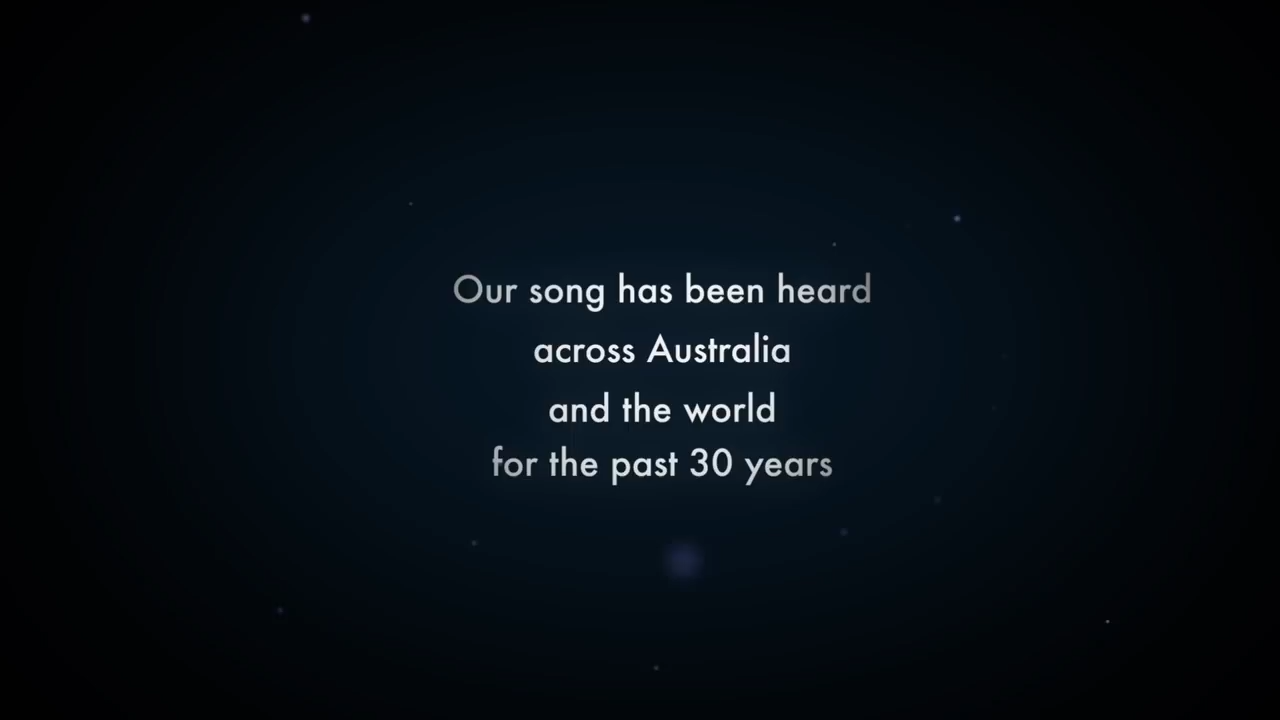 Our song has been heard
across Australia
and the world
for the past 30 years